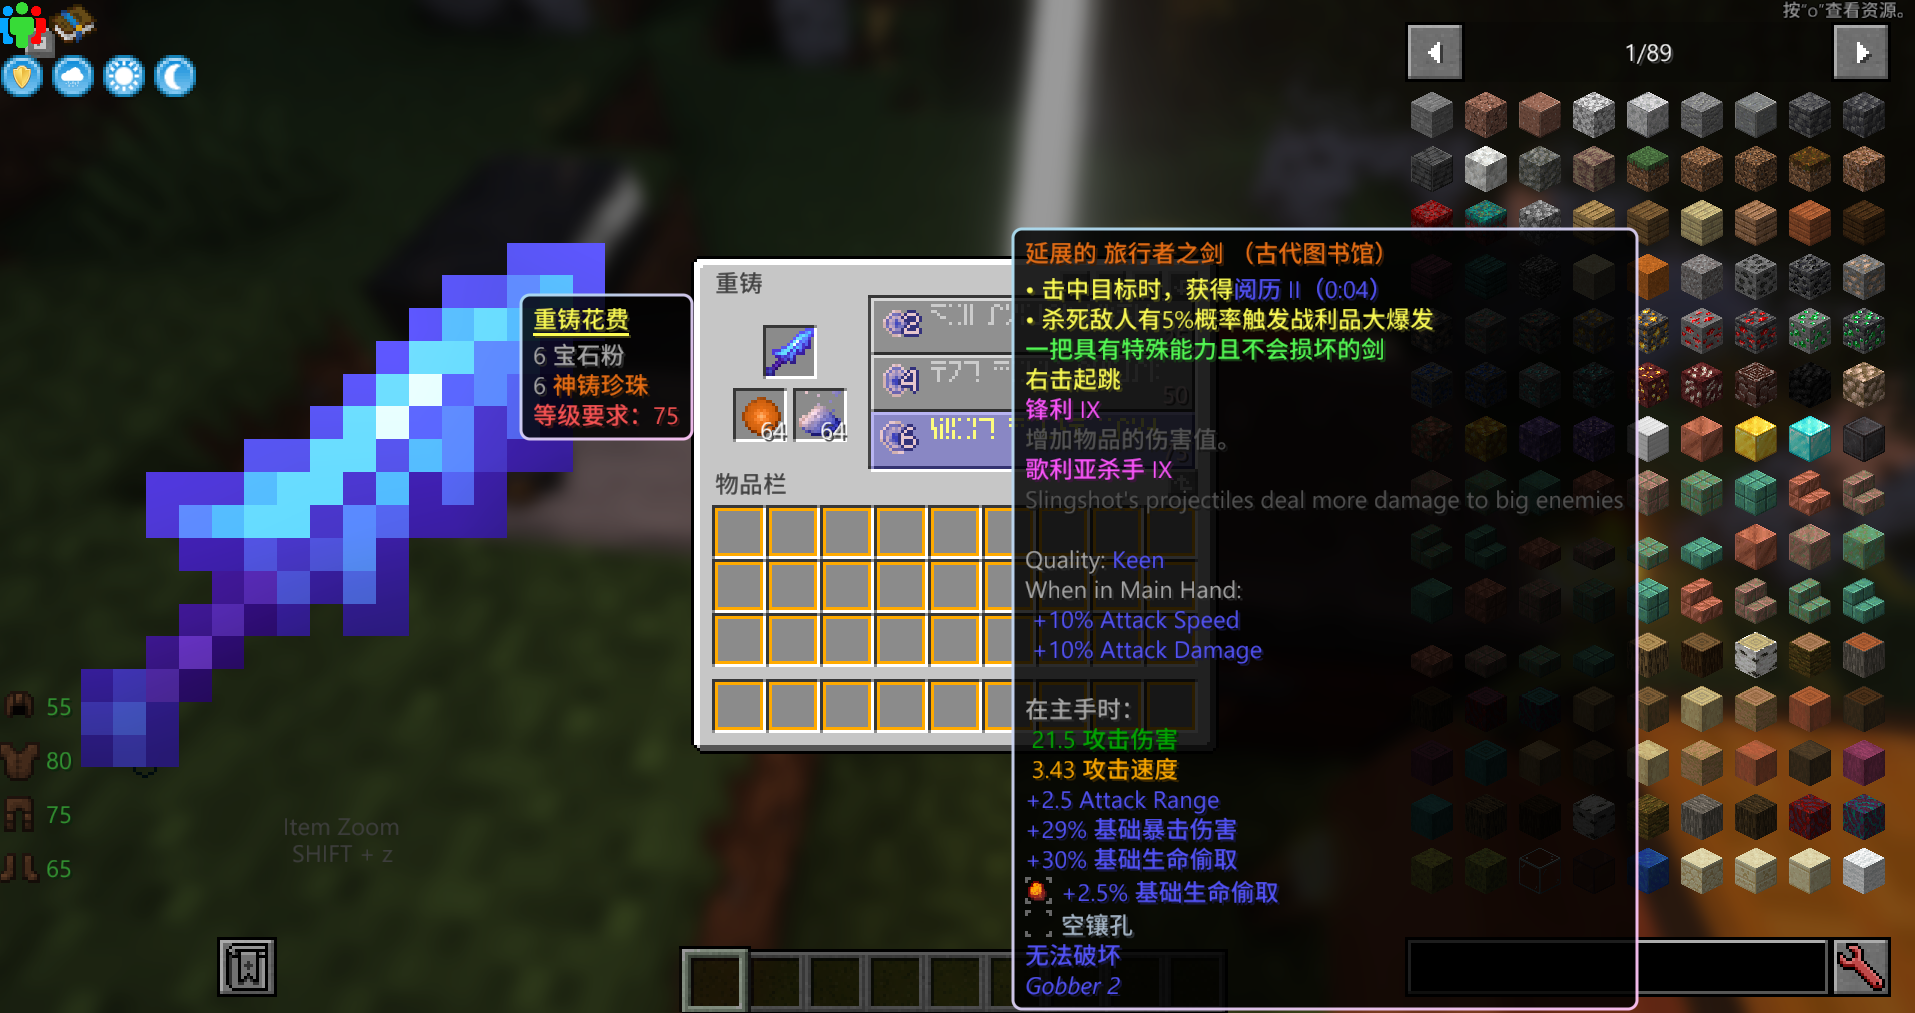 按"o"查看资源。
1/89
重铸花费
6 宝石粉
6 神铸珍珠
等级要求：75
重铸
2
4
50
6
64
64
物品栏
延展的 旅行者之剑 （古代图书馆）
• 击中目标时，获得阅历 II（0:04）
• 杀死敌人有5%概率触发战利品大爆发
一把具有特殊能力且不会损坏的剑
右击起跳
锋利 IX
增加物品的伤害值。
歌利亚杀手 IX
Slingshot's projectiles deal more damage to big enemies
Quality: Keen
When in Main Hand:
+10% Attack Speed
+10% Attack Damage
在主手时：
21.5 攻击伤害
3.43 攻击速度
+2.5 Attack Range
+29% 基础暴击伤害
+30% 基础生命偷取
+2.5% 基础生命偷取
空镶孔
无法破坏
Gobber 2
55
80
75
65
Item Zoom
SHIFT + z